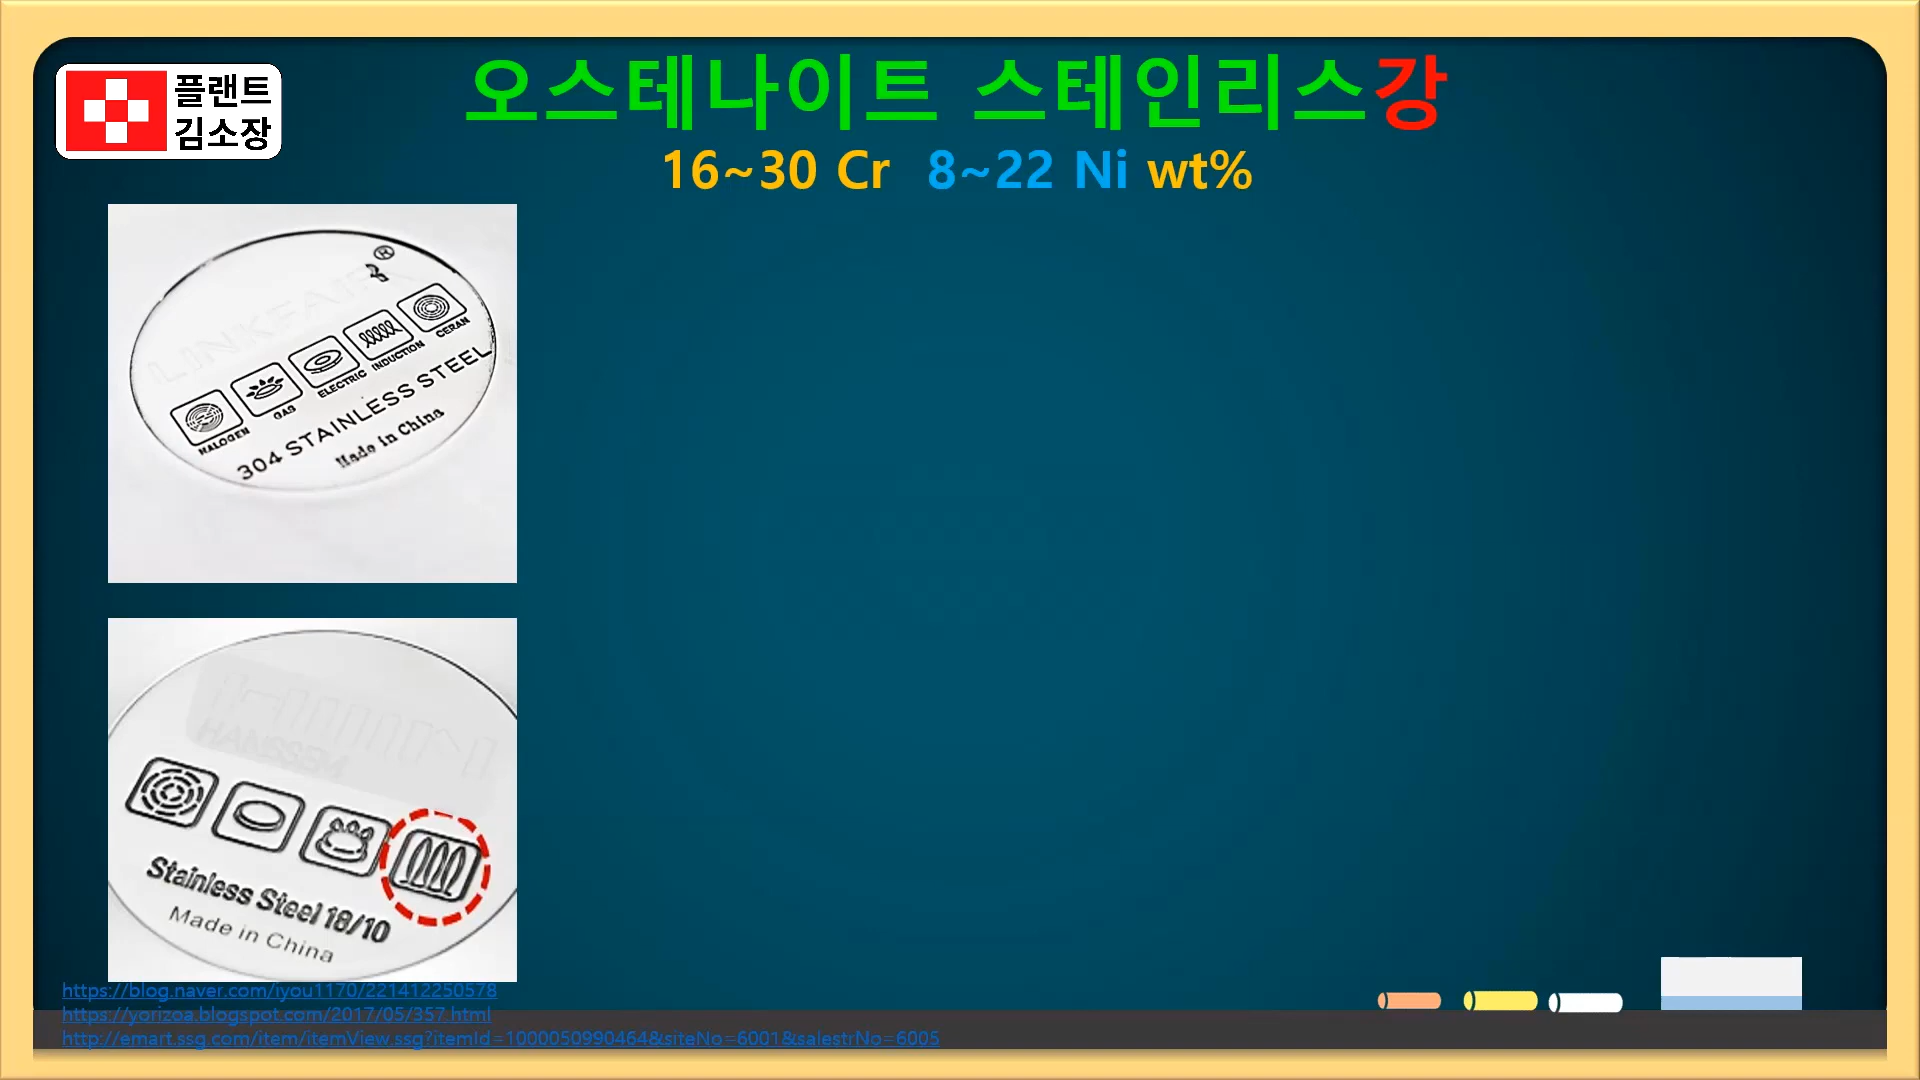 플랜트
김소장
오스테나이트 스테인리스강
16~30 Cr 8~22 Ni wt%
®
LINKFAIR
HALOGEN GAS ELECTRIC INDUCTION CERAN
304 STAINLESS STEEL
Made in China
HANSSEM
Stainless Steel 18/10
Made in China
https://blog.naver.com/iyou1170/221412250578
https://yorizoa.blogspot.com/2017/05/357.html
http://emart.ssg.com/item/itemView.ssg?itemId=1000050990464&siteNo=6001&salestrNo=6005